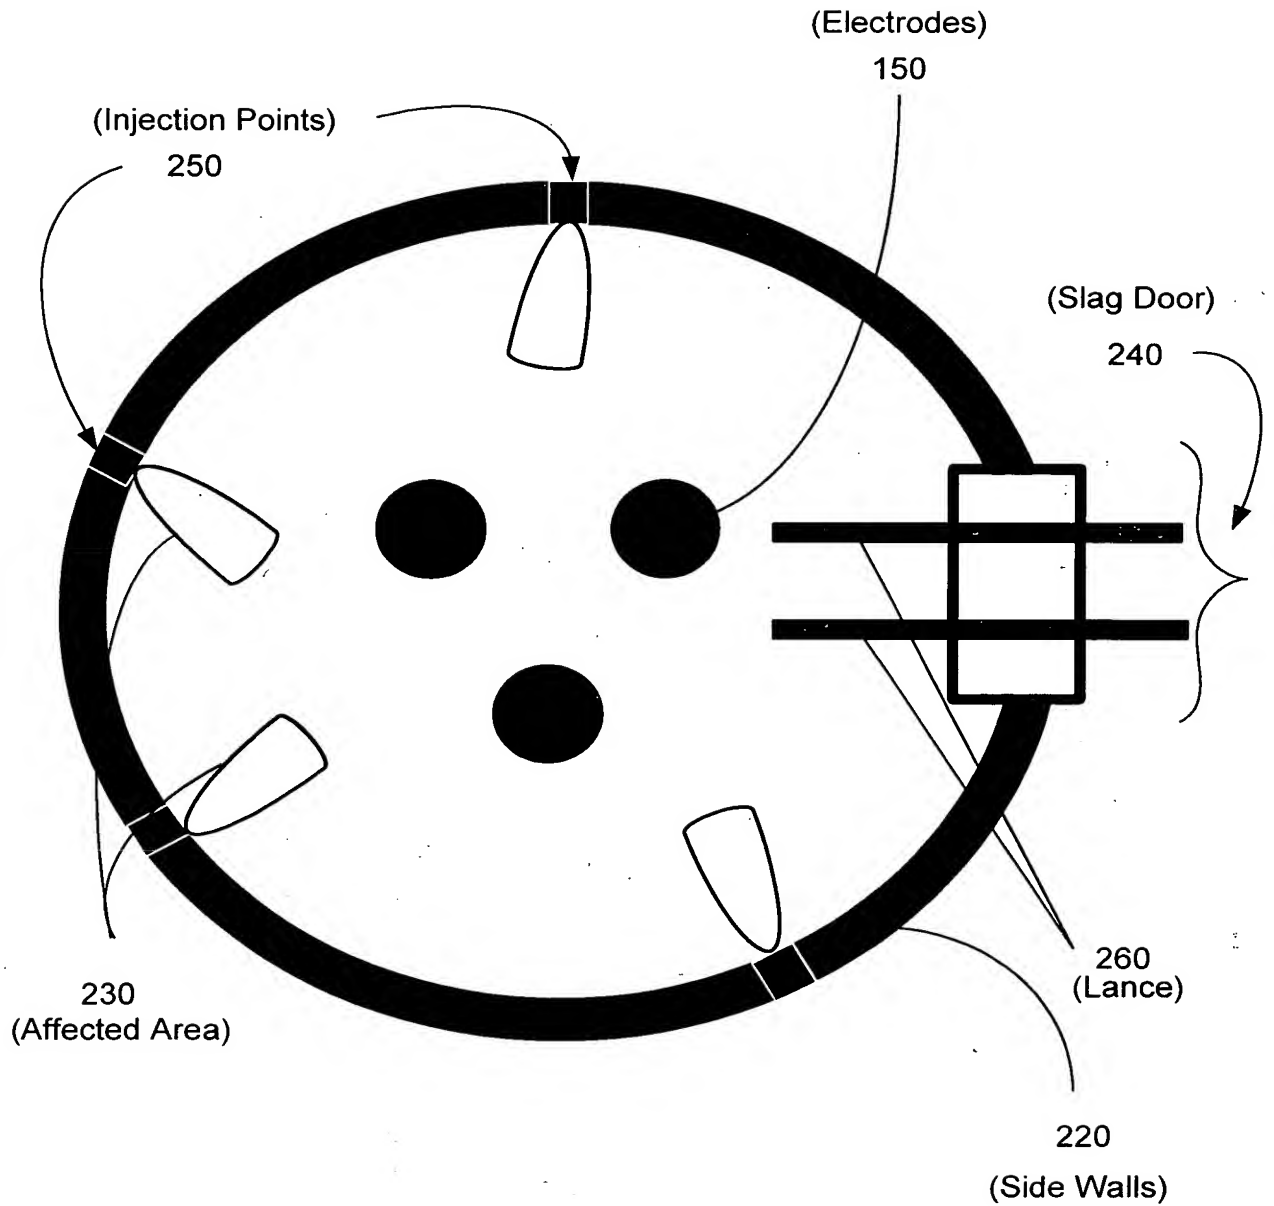 (Electrodes)
150
(Injection Points)
250
(Slag Door)
240
260
(Lance)
230
(Affected Area)
220
(Side Walls)